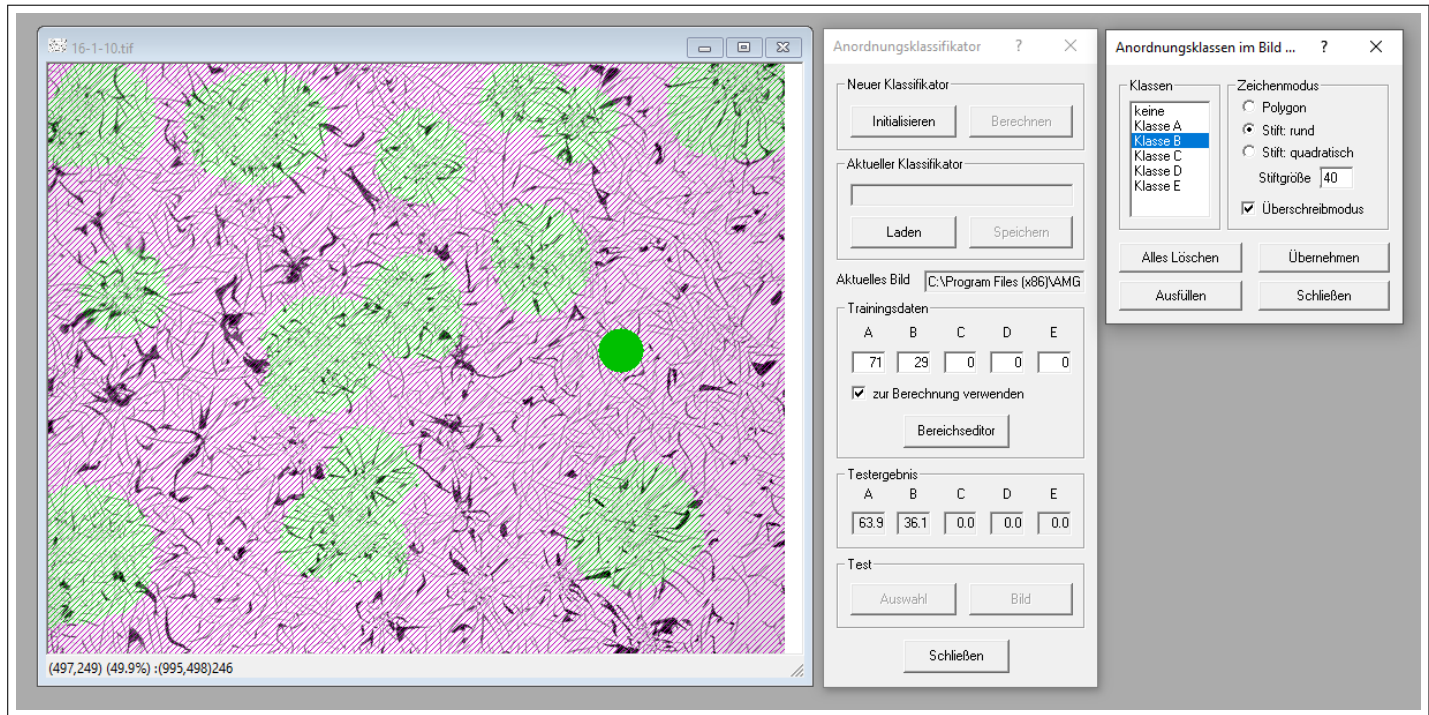 16-1-10.tif
(497,249) (49.9%) :(995,498)246
Anordnungsklassifikator ?
Neuer Klassifikator
Initialisieren Berechnen
Aktueller Klassifikator
Laden Speichern
Aktuelles Bild C:\Program Files (x86)\AMG
Trainingsdaten
A B C D E
71 29 0 0 0
zur Berechnung verwenden
Bereichseditor
Testergebnis
A B C D E
63.9 36.1 0.0 0.0 0.0
Test
Auswahl Bild
Schließen
Anordnungsklassen im Bild ... ?
Klassen
keine
Klasse A
Klasse B
Klasse C
Klasse D
Klasse E
Zeichenmodus
Polygon
Stift: rund
Stift: quadratisch
Stiftgröße 40
Überschreibmodus
Alles Löschen Übernehmen
Ausfüllen Schließen